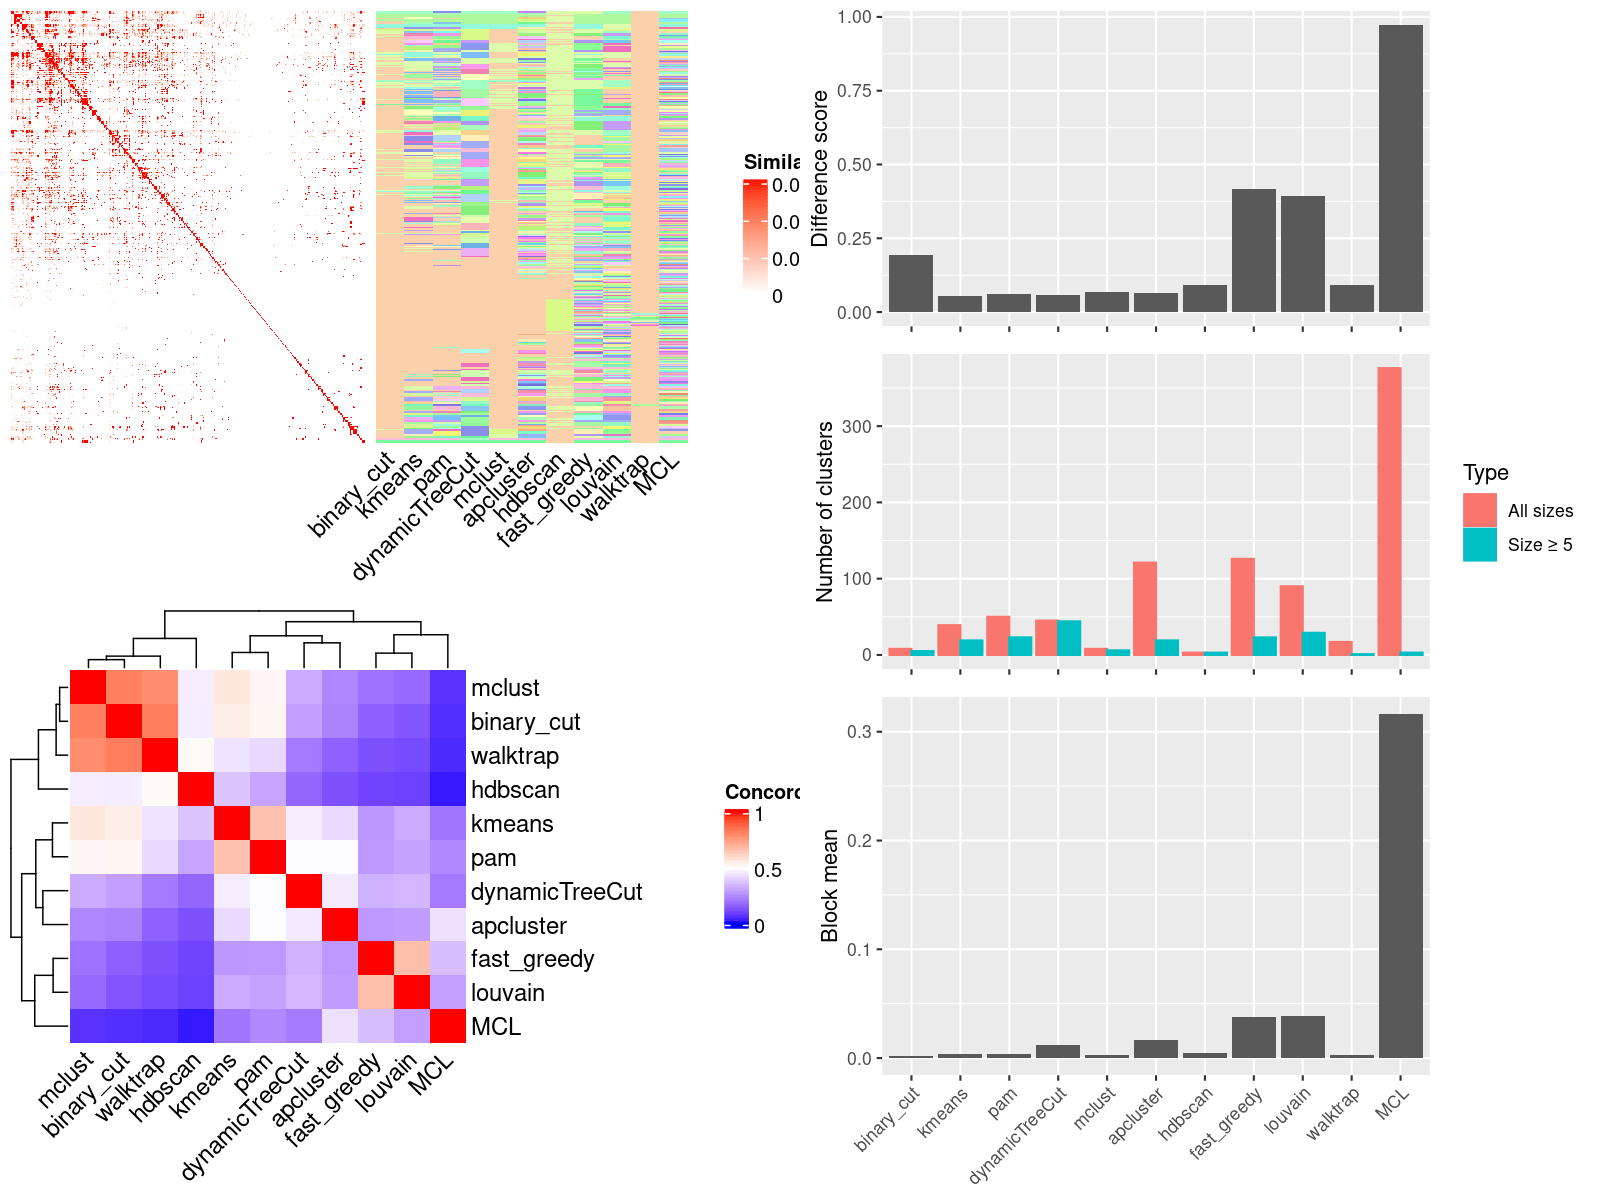 Simila
0.0
0.0
0.0
0
binary_cut
kmeans
pam
dynamicTreeCut
mclust
apcluster
hdbscan
fast_greedy
louvain
walktrap
MCL
mclust
binary_cut
walktrap
hdbscan
kmeans
pam
dynamicTreeCut
apcluster
fast_greedy
louvain
MCL
mclust
binary_cut
walktrap
hdbscan
kmeans
pam
dynamicTreeCut
apcluster
fast_greedy
louvain
MCL
Concord
1
0.5
0
Difference score
1.00
0.75
0.50
0.25
0.00
Number of clusters
300
200
100
0
Type
All sizes
Size ≥ 5
Block mean
0.3
0.2
0.1
0.0
binary_cut
kmeans
pam
dynamicTreeCut
mclust
apcluster
hdbscan
fast_greedy
louvain
walktrap
MCL